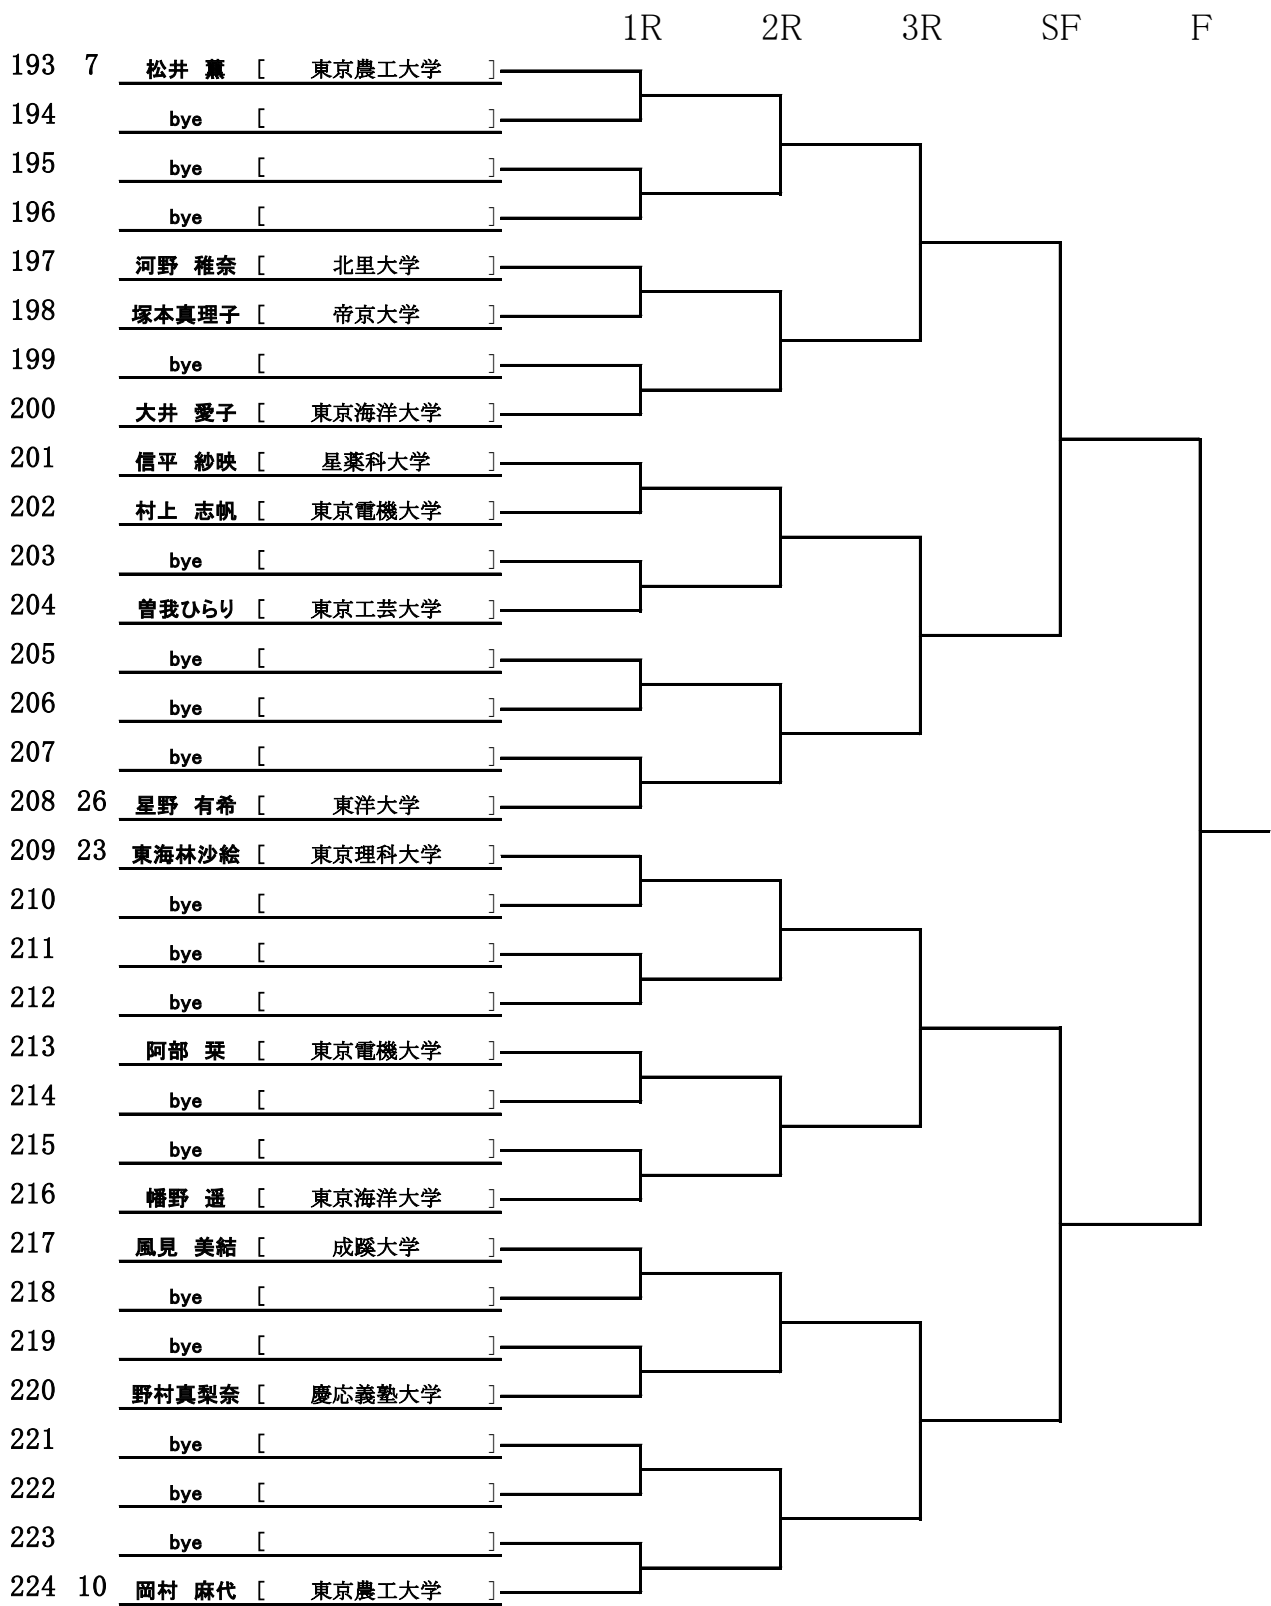 1R 2R 3R SF F
193 7 松井 薫 [ 東京農工大学 ]
194 bye [ ]
195 bye [ ]
196 bye [ ]
197 河野 稚奈 [ 北里大学 ]
198 塚本真理子 [ 帝京大学 ]
199 bye [ ]
200 大井 愛子 [ 東京海洋大学 ]
201 信平 紗映 [ 星薬科大学 ]
202 村上 志帆 [ 東京電機大学 ]
203 bye [ ]
204 曽我ひらり [ 東京工芸大学 ]
205 bye [ ]
206 bye [ ]
207 bye [ ]
208 26 星野 有希 [ 東洋大学 ]
209 23 東海林沙絵 [ 東京理科大学 ]
210 bye [ ]
211 bye [ ]
212 bye [ ]
213 阿部 栞 [ 東京電機大学 ]
214 bye [ ]
215 bye [ ]
216 幡野 遥 [ 東京海洋大学 ]
217 風見 美結 [ 成蹊大学 ]
218 bye [ ]
219 bye [ ]
220 野村真梨奈 [ 慶応義塾大学 ]
221 bye [ ]
222 bye [ ]
223 bye [ ]
224 10 岡村 麻代 [ 東京農工大学 ]